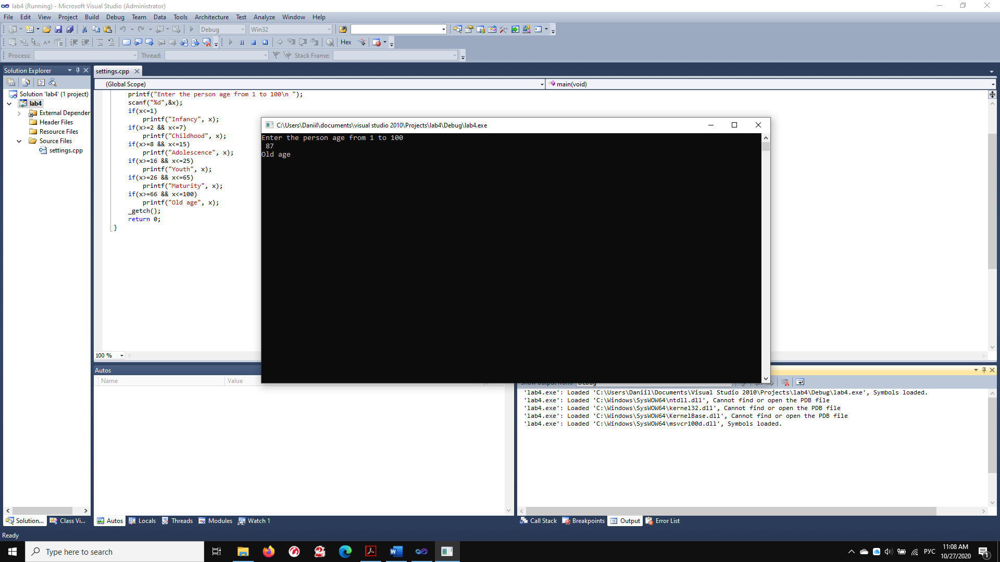 lab4 (Running) - Microsoft Visual Studio (Administrator)
File Edit View Project Build Debug Team Data Tools Architecture Test Analyze Window Help
Debug Win32
Hex
Process: Thread: Stack Frame:
Solution Explorer
settings.cpp
(Global Scope) main(void)
Solution 'lab4' (1 project)
lab4
External Depender
Header Files
Resource Files
Source Files
settings.cpp
printf("Enter the person age from 1 to 100\n ");
scanf("%d",&x);
if(x<=1)
printf("Infancy", x);
if(x>=2 && x<=7)
printf("Childhood", x);
if(x>=8 && x<=15)
printf("Adolescence", x);
if(x>=16 && x<=25)
printf("Youth", x);
if(x>=26 && x<=65)
printf("Maturity", x);
if(x>=66 && x<=100)
printf("Old age", x);
_getch();
return 0;
}
C:\Users\Daniil\documents\visual studio 2010\Projects\lab4\Debug\lab4.exe
Enter the person age from 1 to 100
87
Old age
100 %
Autos
Name Value
Show output from: Debug
'lab4.exe': Loaded 'C:\Users\Daniil\Documents\Visual Studio 2010\Projects\lab4\Debug\lab4.exe', Symbols loaded.
'lab4.exe': Loaded 'C:\Windows\SysWOW64\ntdll.dll', Cannot find or open the PDB file
'lab4.exe': Loaded 'C:\Windows\SysWOW64\kernel32.dll', Cannot find or open the PDB file
'lab4.exe': Loaded 'C:\Windows\SysWOW64\KernelBase.dll', Cannot find or open the PDB file
'lab4.exe': Loaded 'C:\Windows\SysWOW64\msvcr100d.dll', Symbols loaded.
Solution... Class Vi...
Autos Locals Threads Modules Watch 1
Call Stack Breakpoints Output Error List
Ready
Type here to search
РУС
11:08 AM
10/27/2020
1